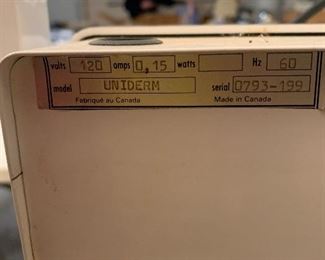 volts 120 amps 0,15 watts Hz 60
model UNIDERM serial 0793-199
Fabriqué au Canada Made in Canada